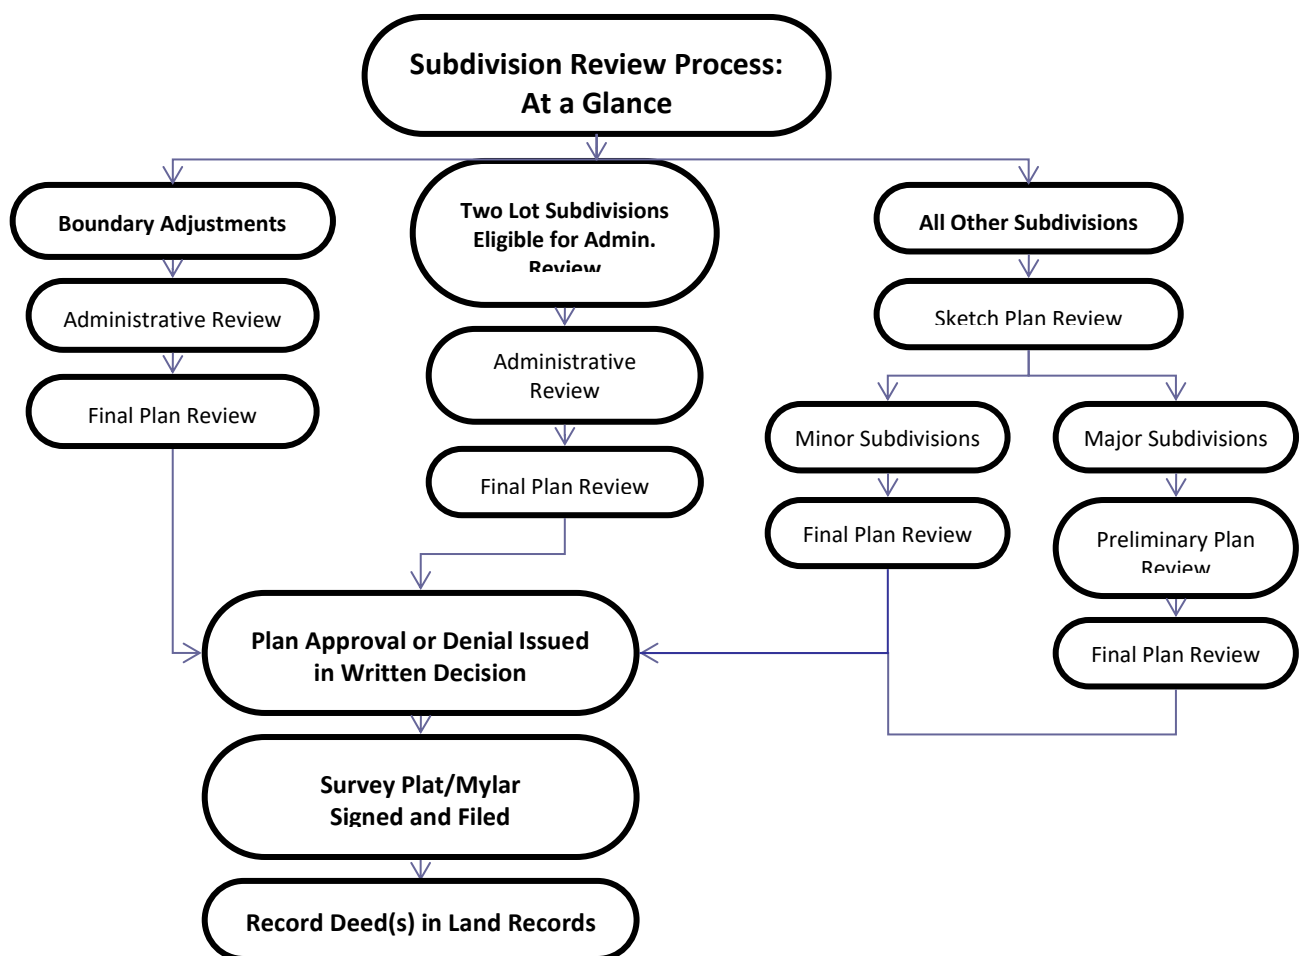 Subdivision Review Process:
At a Glance
Boundary Adjustments
Administrative Review
Final Plan Review
Two Lot Subdivisions
Eligible for Admin.
Review
Administrative
Review
Final Plan Review
All Other Subdivisions
Sketch Plan Review
Minor Subdivisions
Final Plan Review
Major Subdivisions
Preliminary Plan
Review
Final Plan Review
Plan Approval or Denial Issued
in Written Decision
Survey Plat/Mylar
Signed and Filed
Record Deed(s) in Land Records